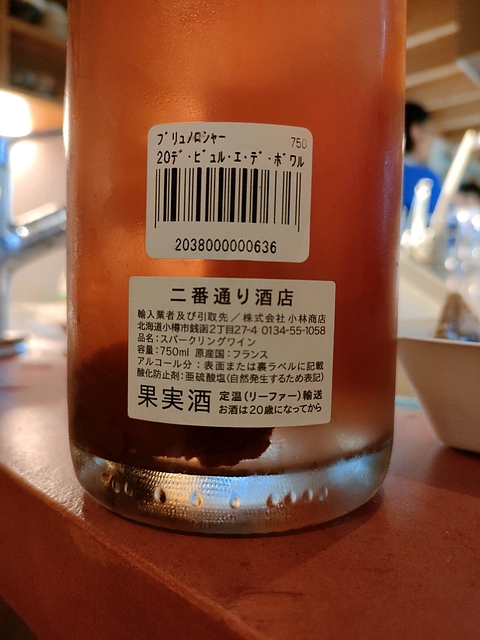 ブリュノロシャー
750
20デ・ビュル・エ・デ・ボワル
2038000000636
二番通り酒店
輸入業者及び引取先／株式会社 小林商店
北海道小樽市銭函2丁目27-4 0134-55-1058
品名：スパークリングワイン
容量：750ml 原産国：フランス
アルコール分：表面または裏ラベルに記載
酸化防止剤：亜硫酸塩（自然発生するため表記）
果実酒 定温（リーファー）輸送
お酒は20歳になってから